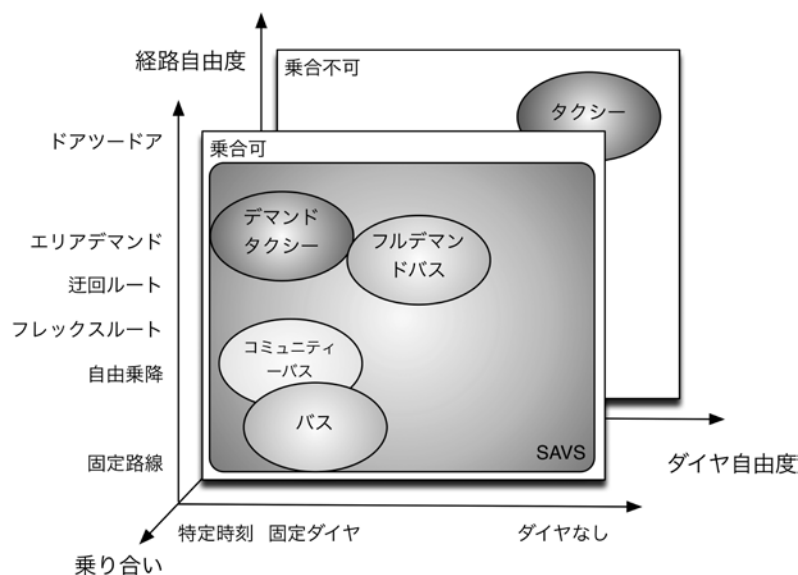 経路自由度
乗合不可
タクシー
ドアツードア
乗合可
デマンド
タクシー
エリアデマンド
フルデマン
ドバス
迂回ルート
フレックスルート
コミュニティ
ーバス
自由乗降
バス
固定路線
SAVS
ダイヤ自由度
特定時刻 固定ダイヤ ダイヤなし
乗り合い